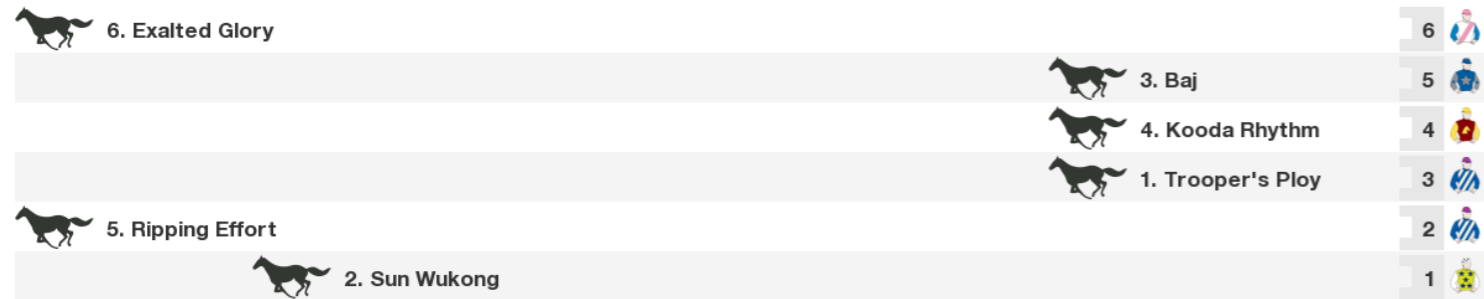 6. Exalted Glory 6
3. Baj 5
4. Kooda Rhythm 4
1. Trooper's Ploy 3
5. Ripping Effort 2
2. Sun Wukong 1